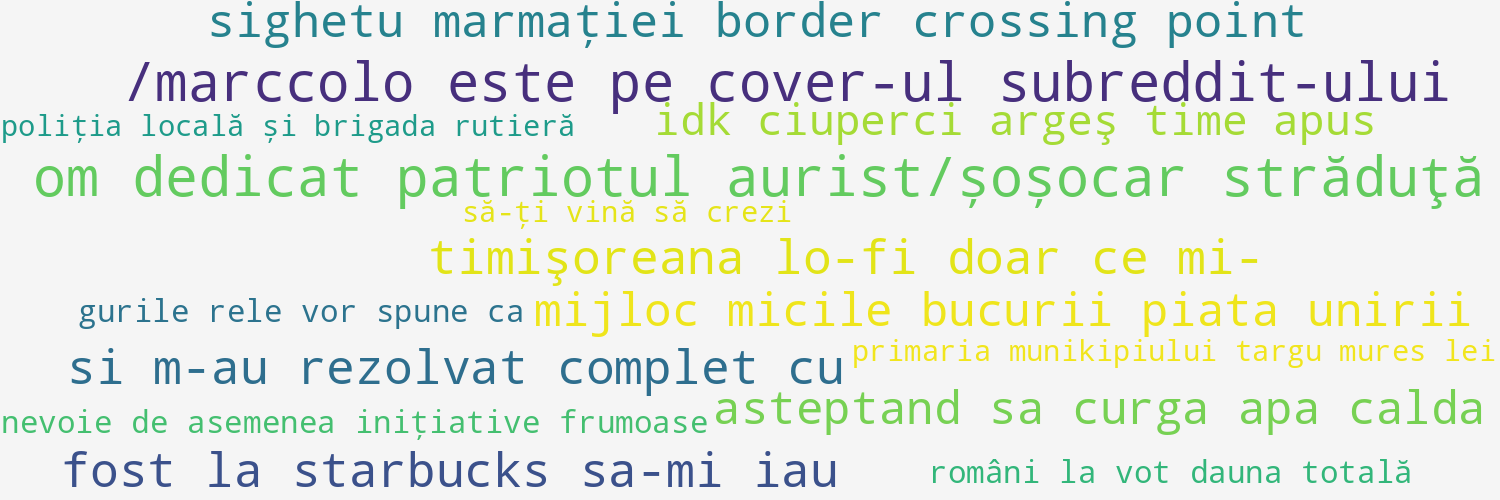 sighetu marmației border crossing point
/marccolo este pe cover-ul subreddit-ului
poliția locală și brigada rutieră
idk ciuperci argeş time apus
om dedicat patriotul aurist/șoșocar străduţă
să-ți vină să crezi
timişoreana lo-fi doar ce mi-
gurile rele vor spune ca
mijloc micile bucurii piata unirii
si m-au rezolvat complet cu
primaria munikipiului targu mures lei
nevoie de asemenea inițiative frumoase
asteptand sa curga apa calda
fost la starbucks sa-mi iau
români la vot dauna totală